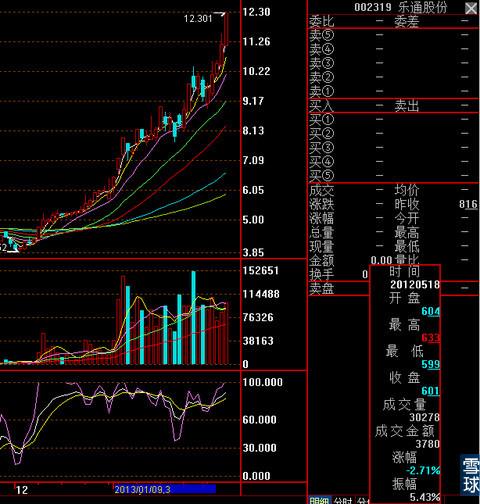 002319 乐通股份
12.30
12.301
委比 — 委差 —
11.26
卖⑤ — —
卖④ — —
10.22
卖③ — —
卖② — —
9.17
卖① — —
买入 — 卖出 —
8.13
买① — —
买② — —
7.09
买③ — —
买④ — —
6.05
买⑤ — —
成交 — 均价 —
涨跌 — 昨收 816
5.00
涨幅 — 今开 —
总量 — 最高 —
现量 — 最低 —
3.85
金额 0.00 量比 —
换手 0
卖盘 —
时间
20120518
开盘
604
最高
633
最低
599
收盘
601
成交量
30278
成交金额
3780
涨幅
-2.71%
振幅
5.43%
152651
114488
76326
38163
0
100.000
60.000
30.000
0.000
12
2013/01/09,3
明细 分时
雪球